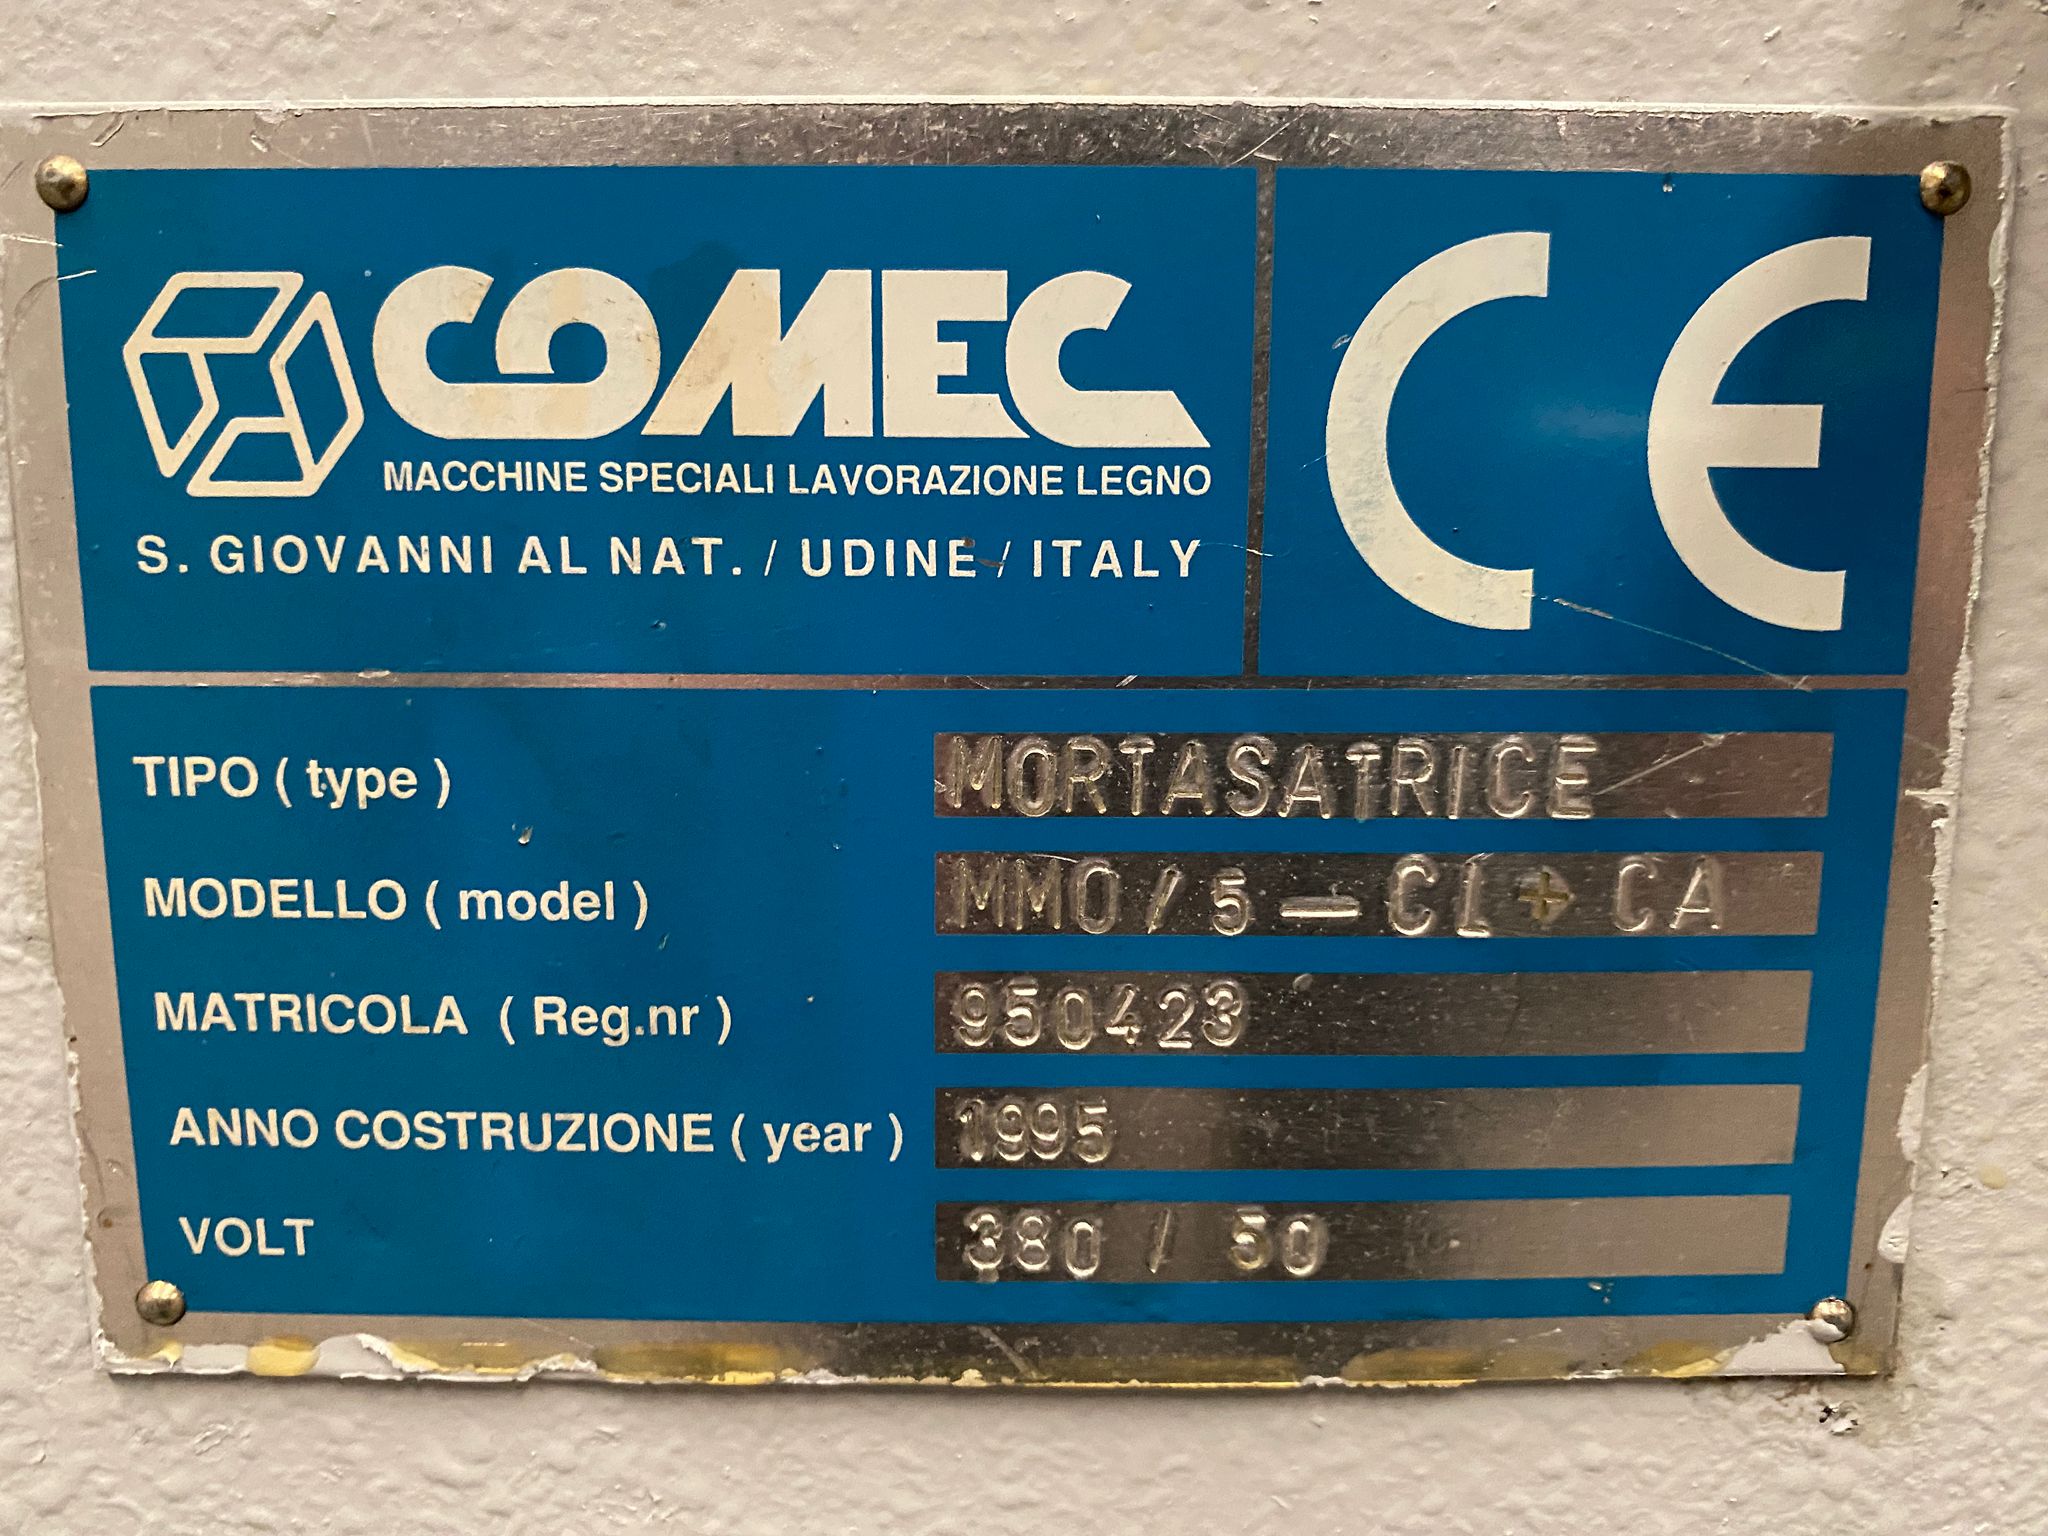 COMEC
MACCHINE SPECIALI LAVORAZIONE LEGNO
S. GIOVANNI AL NAT. / UDINE / ITALY
CE
TIPO ( type ) MORTASATRICE
MODELLO ( model ) MMO/5-CI+CA
MATRICOLA ( Reg.nr ) 950423
ANNO COSTRUZIONE ( year ) 1995
VOLT 380 / 50